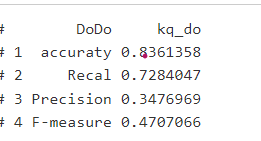 # DoDo kq_do
# 1 accuraty 0.8361358
# 2 Recal 0.7284047
# 3 Precision 0.3476969
# 4 F-measure 0.4707066